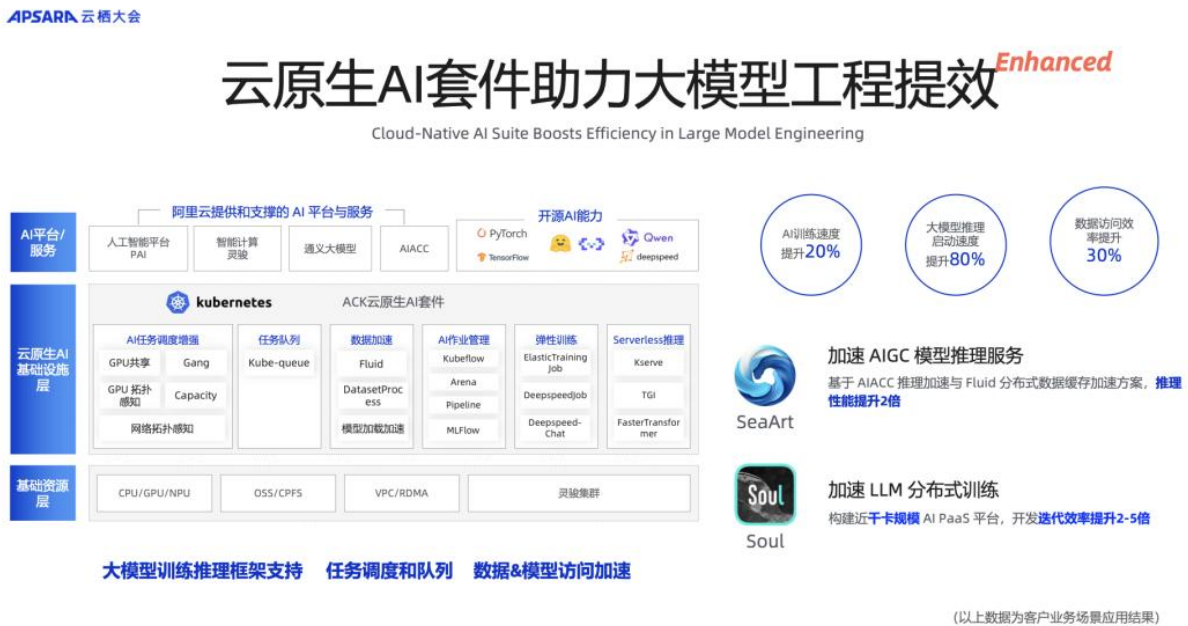 APSARA 云栖大会
云原生AI套件助力大模型工程提效
Enhanced
Cloud-Native AI Suite Boosts Efficiency in Large Model Engineering
AI平台/
服务
阿里云提供和支撑的 AI 平台与服务
人工智能平台
PAI
智能计算
灵骏
通义大模型
AIACC
开源AI能力
PyTorch
TensorFlow
Qwen
deepspeed
云原生AI
基础设施
层
kubernetes
ACK云原生AI套件
AI任务调度增强
GPU共享
Gang
GPU 拓扑
感知
Capacity
网络拓扑感知
任务队列
Kube-queue
数据加速
Fluid
DatasetProc
ess
模型加载加速
AI作业管理
Kubeflow
Arena
Pipeline
MLFlow
弹性训练
ElasticTraining
Job
DeepspeedJob
Deepspeed-
Chat
Serverless推理
Kserve
TGI
FasterTransfor
mer
基础资源
层
CPU/GPU/NPU
OSS/CPFS
VPC/RDMA
灵骏集群
大模型训练推理框架支持
任务调度和队列
数据&模型访问加速
AI训练速度
提升20%
大模型推理
启动速度
提升80%
数据访问效
率提升
30%
SeaArt
加速 AIGC 模型推理服务
基于 AIACC 推理加速与 Fluid 分布式数据缓存加速方案，推理
性能提升2倍
Soul
Soul
加速 LLM 分布式训练
构建近千卡规模 AI PaaS 平台，开发迭代效率提升2-5倍
(以上数据为客户业务场景应用结果)